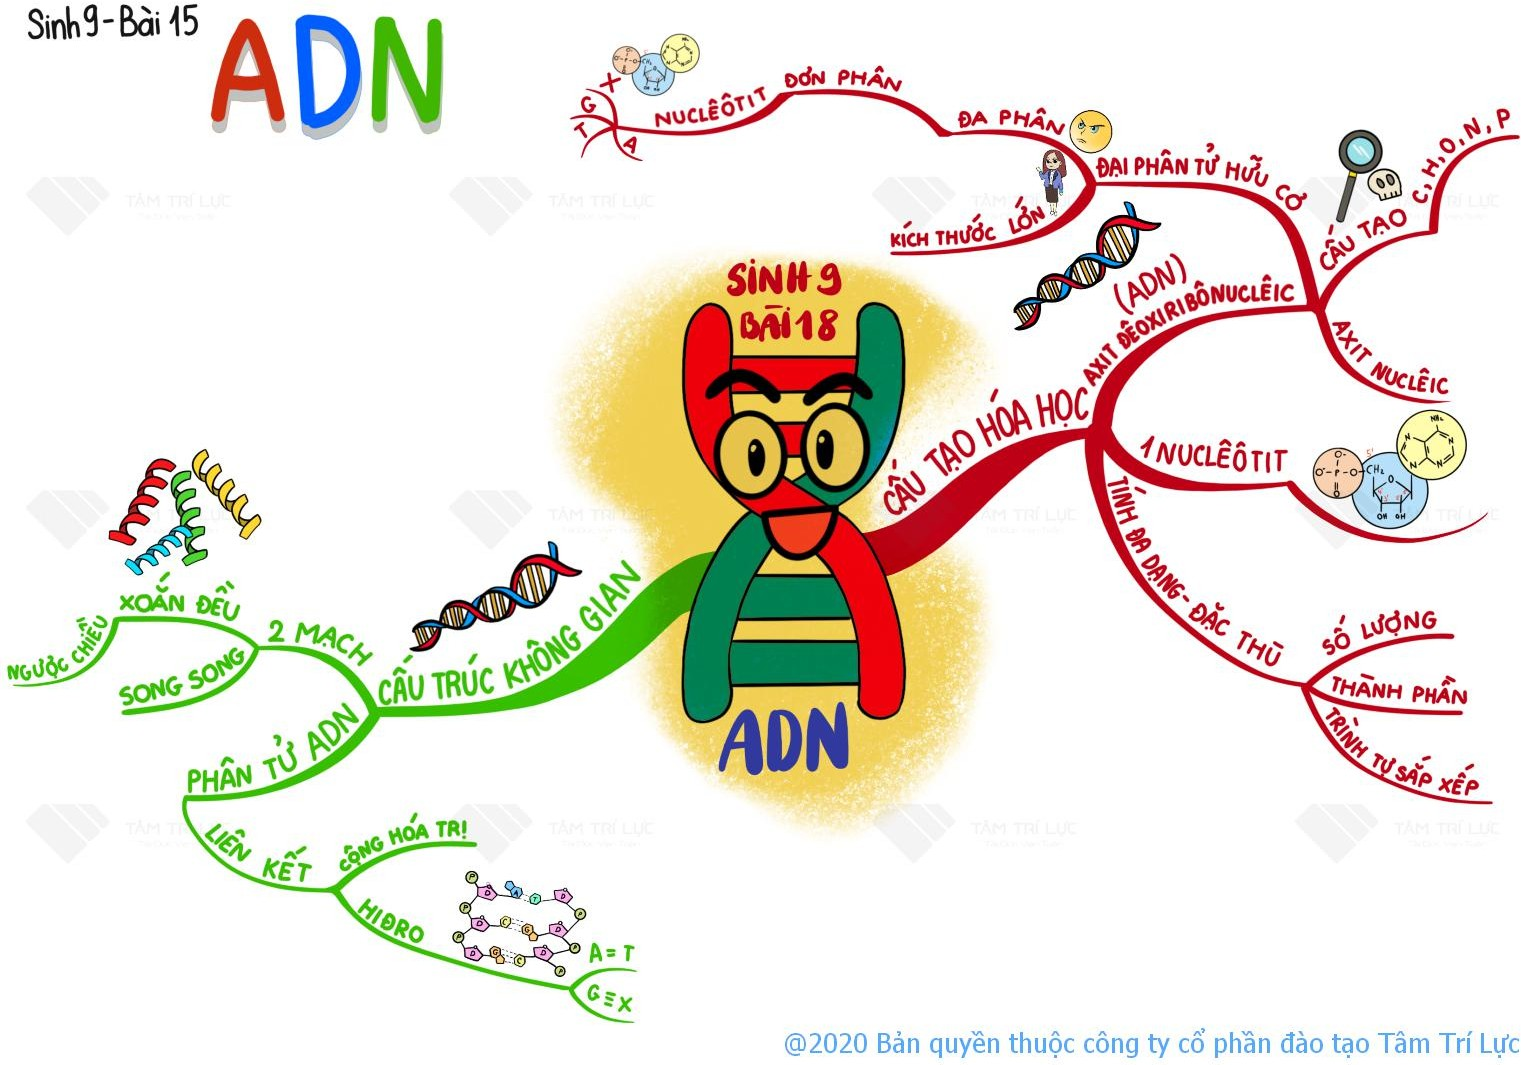 Sinh 9 - Bài 15
ADN
SINH 9
BÀI 18
ADN
CẤU TẠO HÓA HỌC
AXIT ĐÊOXIRIBÔNUCLÊIC
(ADN)
CẤU TẠO
C, H, O, N, P
ĐẠI PHÂN TỬ HỮU CƠ
ĐA PHÂN
ĐƠN PHÂN
NUCLÊÔTIT
X
G
T
A
KÍCH THƯỚC LỚN
AXIT NUCLÊIC
1 NUCLÊÔTIT
TÍNH ĐA DẠNG - ĐẶC THÙ
SỐ LƯỢNG
THÀNH PHẦN
TRÌNH TỰ SẮP XẾP
CẤU TRÚC KHÔNG GIAN
2 MẠCH
XOẮN ĐỀU
NGƯỢC CHIỀU
SONG SONG
PHÂN TỬ ADN
LIÊN KẾT
CỘNG HÓA TRỊ
HIĐRO
A = T
G ≡ X
TÂM TRÍ LỰC
@2020 Bản quyền thuộc công ty cổ phần đào tạo Tâm Trí Lực